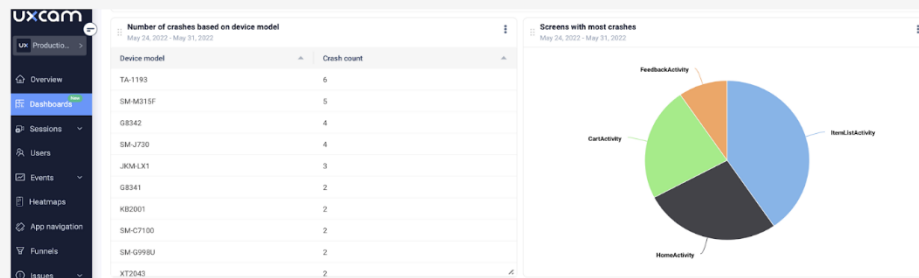 uxcam
UX Productio... >
Overview
Dashboards New
Sessions
Users
Events
Heatmaps
App navigation
Funnels
Issues
Number of crashes based on device model
May 24, 2022 - May 31, 2022
Device model Crash count
TA-1193 6
SM-M315F 5
G8342 4
SM-J730 4
JKM-LX1 3
G8341 2
KB2001 2
SM-C7100 2
SM-G998U 2
XT2043 2
Screens with most crashes
May 24, 2022 - May 31, 2022
FeedbackActivity
CartActivity
ItemListActivity
HomeActivity